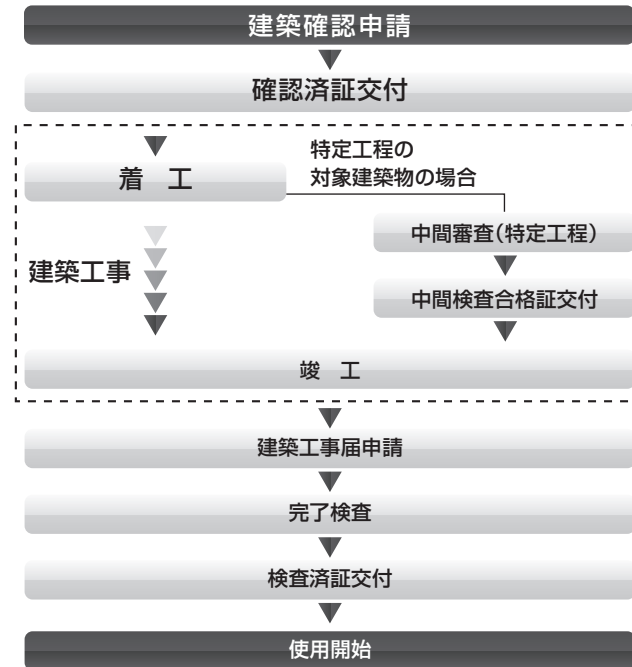 建築確認申請
確認済証交付
特定工程の
対象建築物の場合
着　工
中間審査(特定工程)
建築工事
中間検査合格証交付
竣　工
建築工事届申請
完了検査
検査済証交付
使用開始